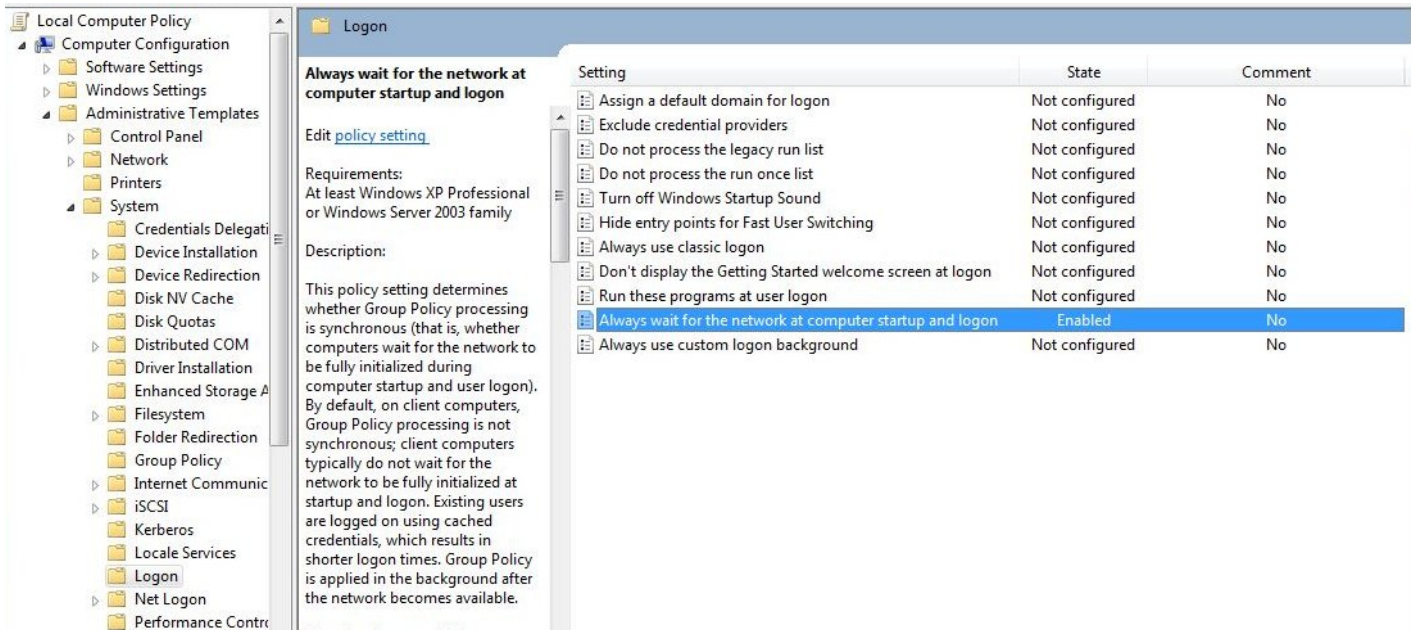 Local Computer Policy
Computer Configuration
Software Settings
Windows Settings
Administrative Templates
Control Panel
Network
Printers
System
Credentials Delegati
Device Installation
Device Redirection
Disk NV Cache
Disk Quotas
Distributed COM
Driver Installation
Enhanced Storage A
Filesystem
Folder Redirection
Group Policy
Internet Communic
iSCSI
Kerberos
Locale Services
Logon
Net Logon
Performance Contro
Logon
Always wait for the network at
computer startup and logon
Edit policy setting
Requirements:
At least Windows XP Professional
or Windows Server 2003 family
Description:
This policy setting determines
whether Group Policy processing
is synchronous (that is, whether
computers wait for the network to
be fully initialized during
computer startup and user logon).
By default, on client computers,
Group Policy processing is not
synchronous; client computers
typically do not wait for the
network to be fully initialized at
startup and logon. Existing users
are logged on using cached
credentials, which results in
shorter logon times. Group Policy
is applied in the background after
the network becomes available.
Setting State Comment
Assign a default domain for logon Not configured No
Exclude credential providers Not configured No
Do not process the legacy run list Not configured No
Do not process the run once list Not configured No
Turn off Windows Startup Sound Not configured No
Hide entry points for Fast User Switching Not configured No
Always use classic logon Not configured No
Don't display the Getting Started welcome screen at logon Not configured No
Run these programs at user logon Not configured No
Always wait for the network at computer startup and logon Enabled No
Always use custom logon background Not configured No